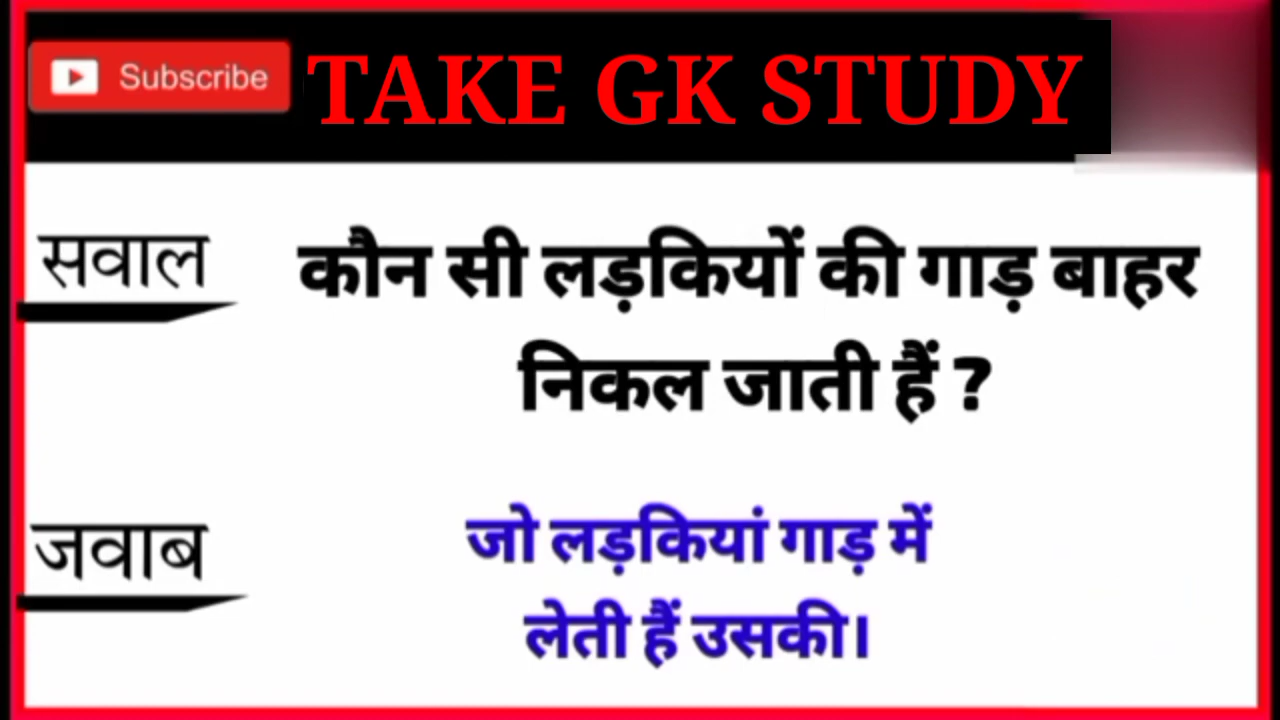 Subscribe TAKE GK STUDY
सवाल कौन सी लड़कियों की गाड़ बाहर
निकल जाती हैं ?
जवाब जो लड़कियां गाड़ में
लेती हैं उसकी।